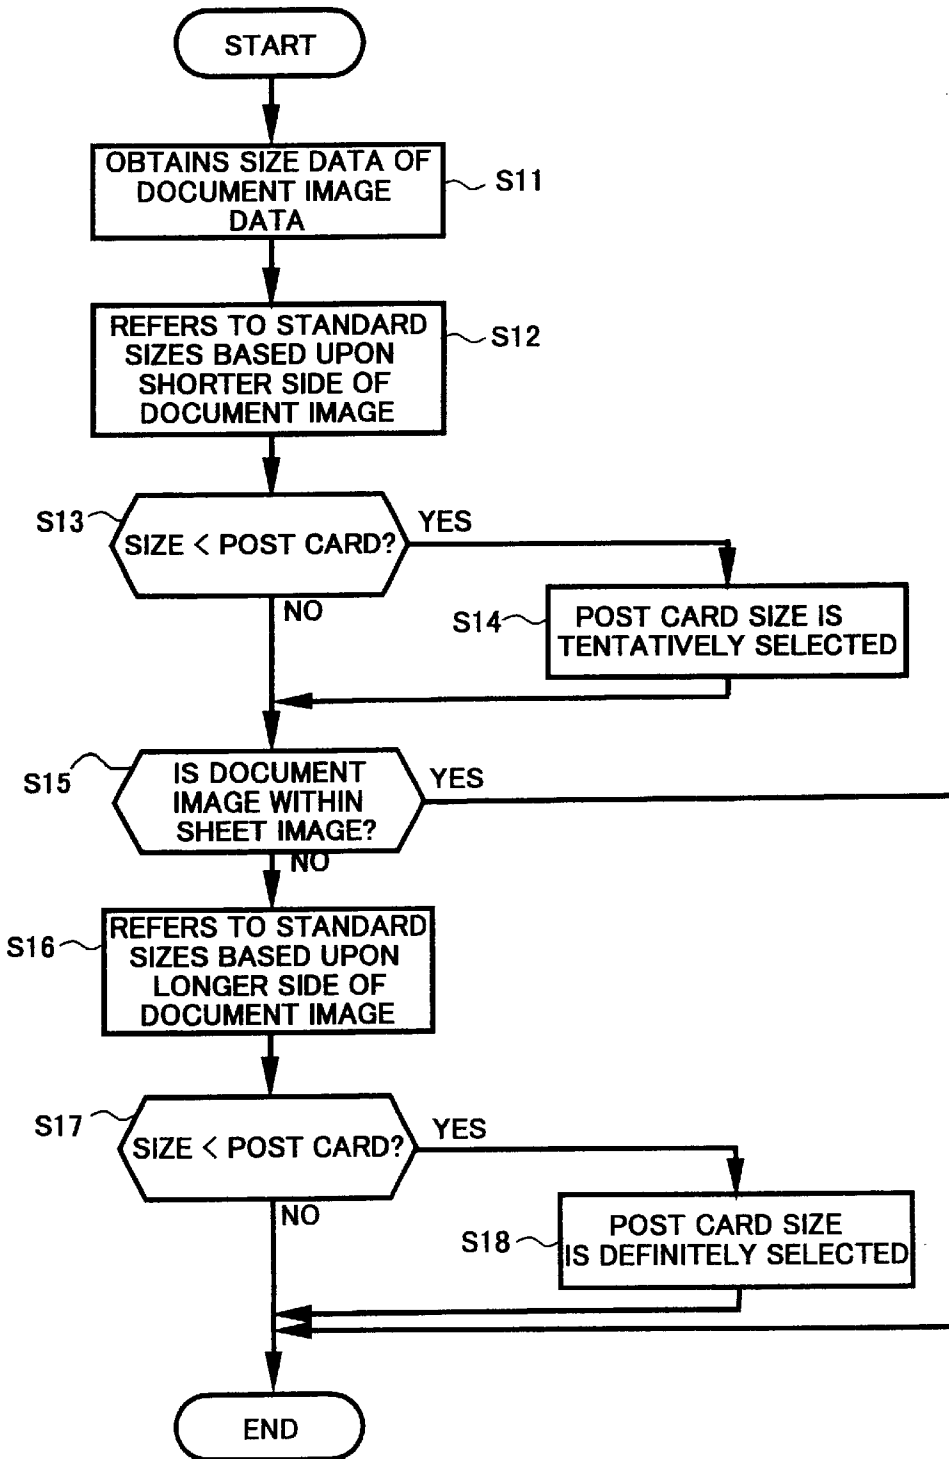 START
OBTAINS SIZE DATA OF
DOCUMENT IMAGE
DATA
S11
REFERS TO STANDARD
SIZES BASED UPON
SHORTER SIDE OF
DOCUMENT IMAGE
S12
S13
SIZE < POST CARD?
YES
NO
S14
POST CARD SIZE IS
TENTATIVELY SELECTED
S15
IS DOCUMENT
IMAGE WITHIN
SHEET IMAGE?
YES
NO
S16
REFERS TO STANDARD
SIZES BASED UPON
LONGER SIDE OF
DOCUMENT IMAGE
S17
SIZE < POST CARD?
YES
NO
S18
POST CARD SIZE
IS DEFINITELY SELECTED
END